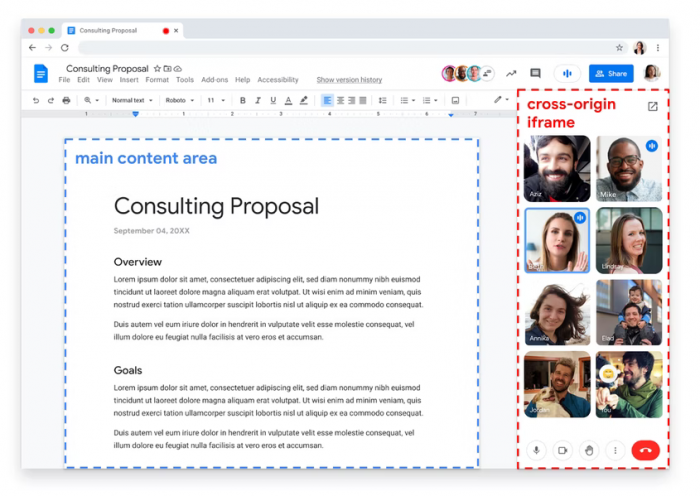 Consulting Proposal
Consulting Proposal
File Edit View Insert Format Tools Add-ons Help Accessibility Show version history
Share
Normal text Roboto 11 B I U A
1 1 2 3 4 5 6 7
main content area
Consulting Proposal
September 04, 20XX
Overview
Lorem ipsum dolor sit amet, consectetuer adipiscing elit, sed diam nonummy nibh euismod
tincidunt ut laoreet dolore magna aliquam erat volutpat. Ut wisi enim ad minim veniam, quis
nostrud exerci tation ullamcorper suscipit lobortis nisl ut aliquip ex ea commodo consequat.
Duis autem vel eum iriure dolor in hendrerit in vulputate velit esse molestie consequat, vel
illum dolore eu feugiat nulla facilisis at vero eros et accumsan.
Goals
Lorem ipsum dolor sit amet, consectetuer adipiscing elit, sed diam nonummy nibh euismod
tincidunt ut laoreet dolore magna aliquam erat volutpat. Ut wisi enim ad minim veniam, quis
nostrud exerci tation ullamcorper suscipit lobortis nisl ut aliquip ex ea commodo consequat.
Duis autem vel eum iriure dolor in hendrerit in vulputate velit esse molestie consequat, vel
illum dolore eu feugiat nulla facilisis at vero eros et accumsan.
cross-origin
iframe
Aziz Mike
Lindsay
Annika Elad
You